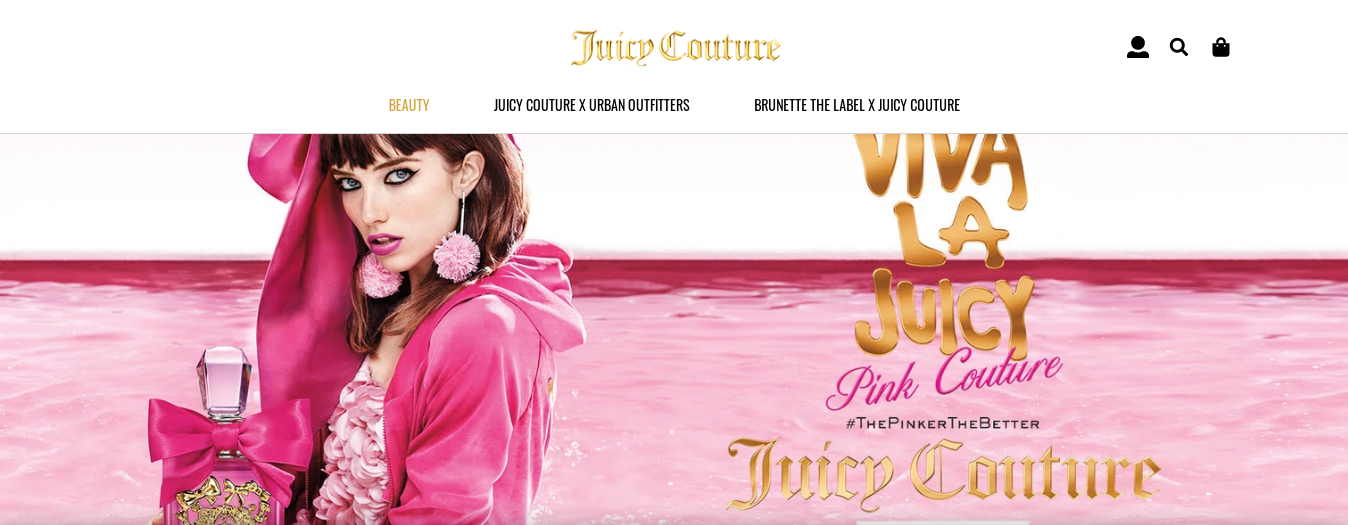 Juicy Couture
BEAUTY
JUICY COUTURE X URBAN OUTFITTERS
BRUNETTE THE LABEL X JUICY COUTURE
VIVA
LA
JUICY
Pink Couture
#ThePinkerTheBetter
Juicy Couture